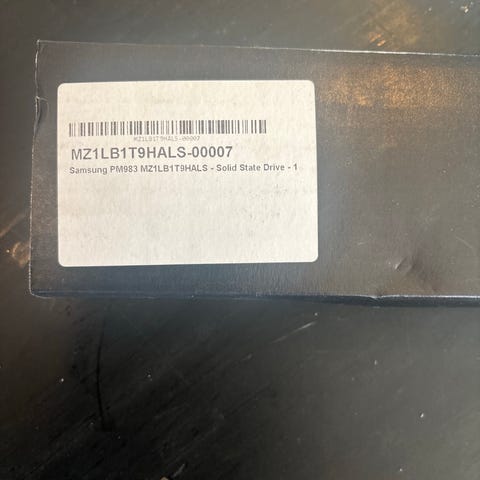 MZ1LB1T9HALS-00007
MZ1LB1T9HALS-00007
Samsung PM983 MZ1LB1T9HALS - Solid State Drive - 1